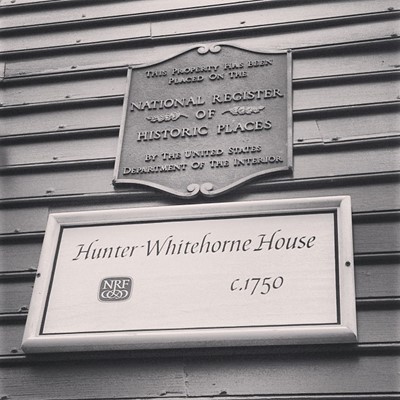 This Property Has Been
Placed On The
National Register
of
Historic Places
By The United States
Department of the Interior
Hunter-Whitehorne House
NRF
c.1750